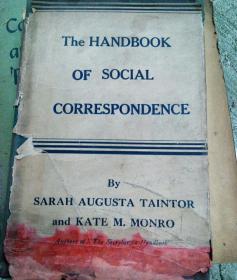 The HANDBOOK
OF SOCIAL
CORRESPONDENCE
By
SARAH AUGUSTA TAINTOR
and KATE M. MONRO
Authors of "The Secretary's Handbook"